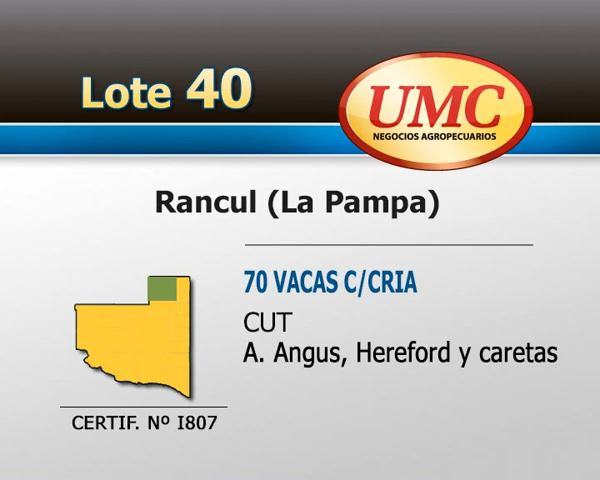 Lote 40
UMC
NEGOCIOS AGROPECUARIOS
Rancul (La Pampa)
70 VACAS C/CRIA
CUT
A. Angus, Hereford y caretas
CERTIF. Nº I807